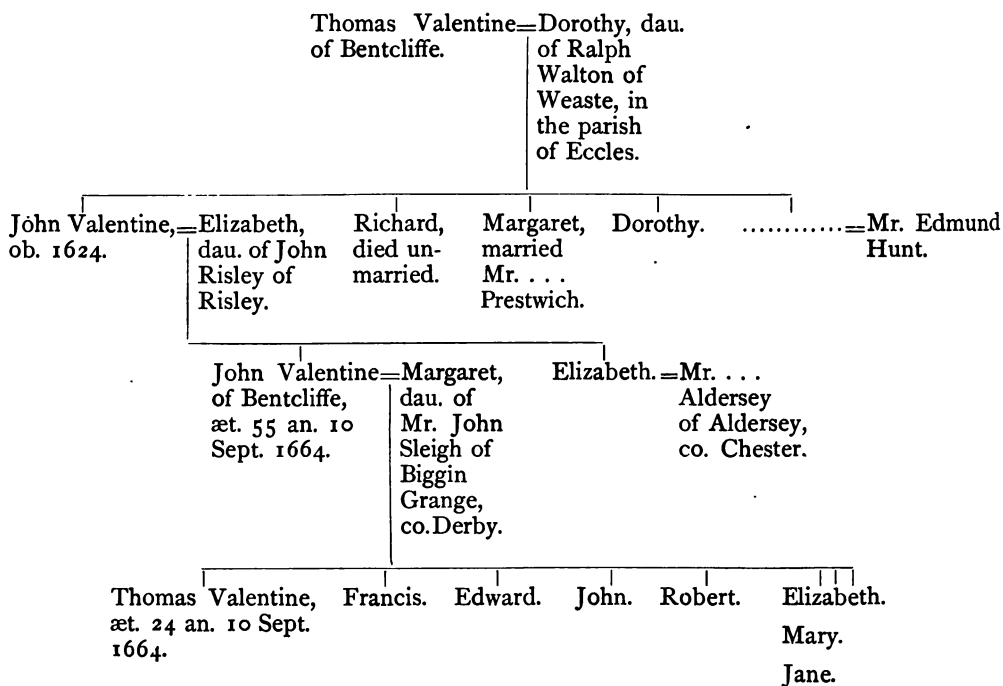 Thomas Valentine=Dorothy, dau.
of Bentcliffe.
of Ralph
Walton of
Weaste, in
the parish
of Eccles.
John Valentine,=Elizabeth,
ob. 1624.
dau. of John
Risley of
Risley.
Richard,
died un-
married.
Margaret,
married
Mr. . . .
Prestwich.
Dorothy.
............=Mr. Edmund
Hunt.
John Valentine=Margaret,
of Bentcliffe,
æt. 55 an. 10
Sept. 1664.
dau. of
Mr. John
Sleigh of
Biggin
Grange,
co.Derby.
Elizabeth.=Mr. . . .
Aldersey
of Aldersey,
co. Chester.
Thomas Valentine,
æt. 24 an. 10 Sept.
1664.
Francis.
Edward.
John.
Robert.
Elizabeth.
Mary.
Jane.